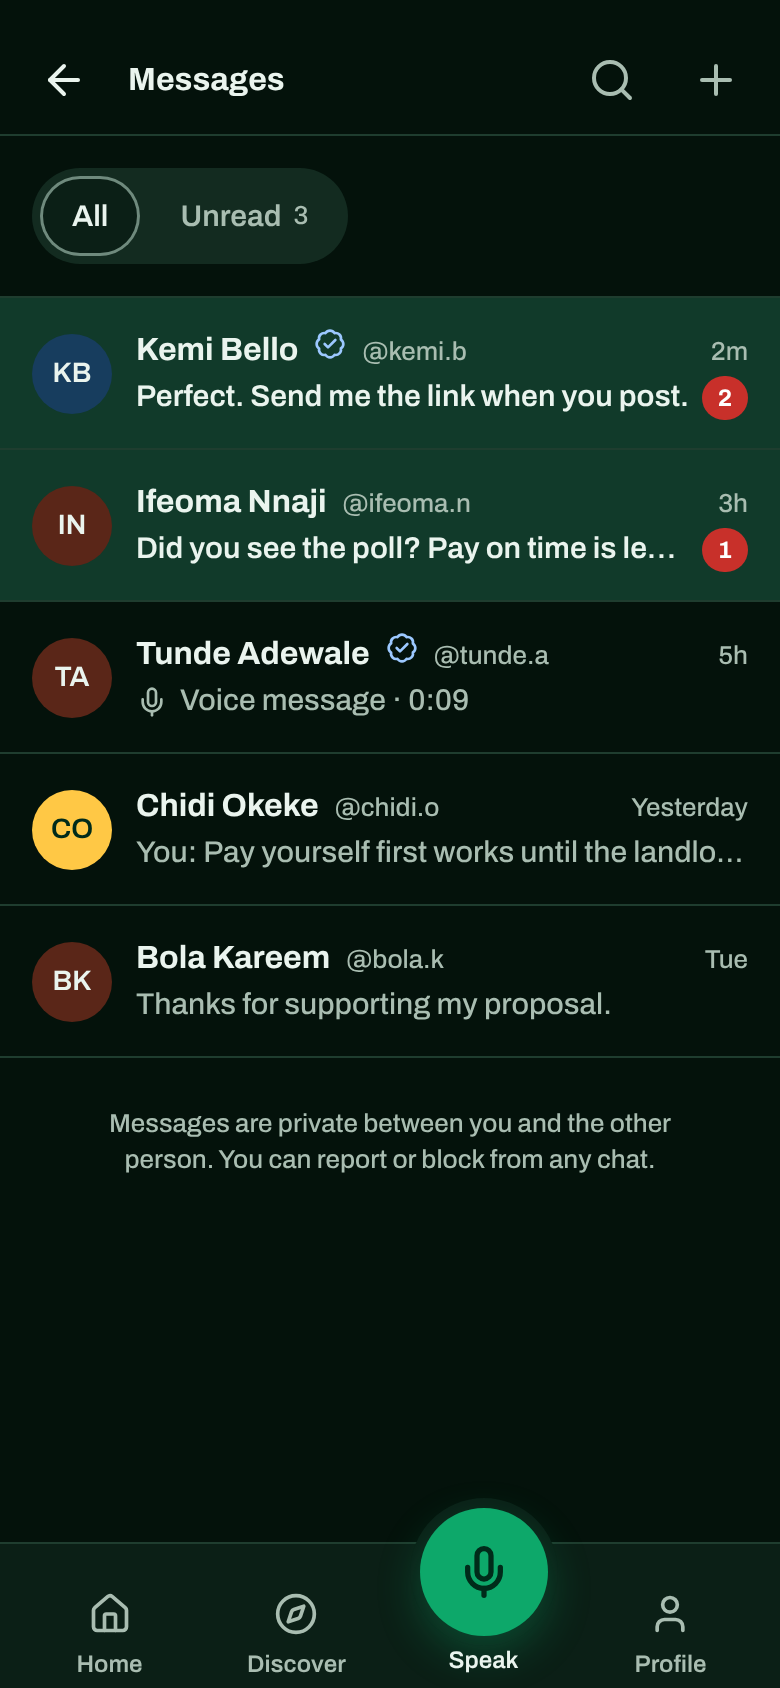 Messages
All Unread 3
KB Kemi Bello @kemi.b 2m
Perfect. Send me the link when you post. 2
IN Ifeoma Nnaji @ifeoma.n 3h
Did you see the poll? Pay on time is le... 1
TA Tunde Adewale @tunde.a 5h
Voice message · 0:09
CO Chidi Okeke @chidi.o Yesterday
You: Pay yourself first works until the landlo...
BK Bola Kareem @bola.k Tue
Thanks for supporting my proposal.
Messages are private between you and the other
person. You can report or block from any chat.
Home Discover Speak Profile